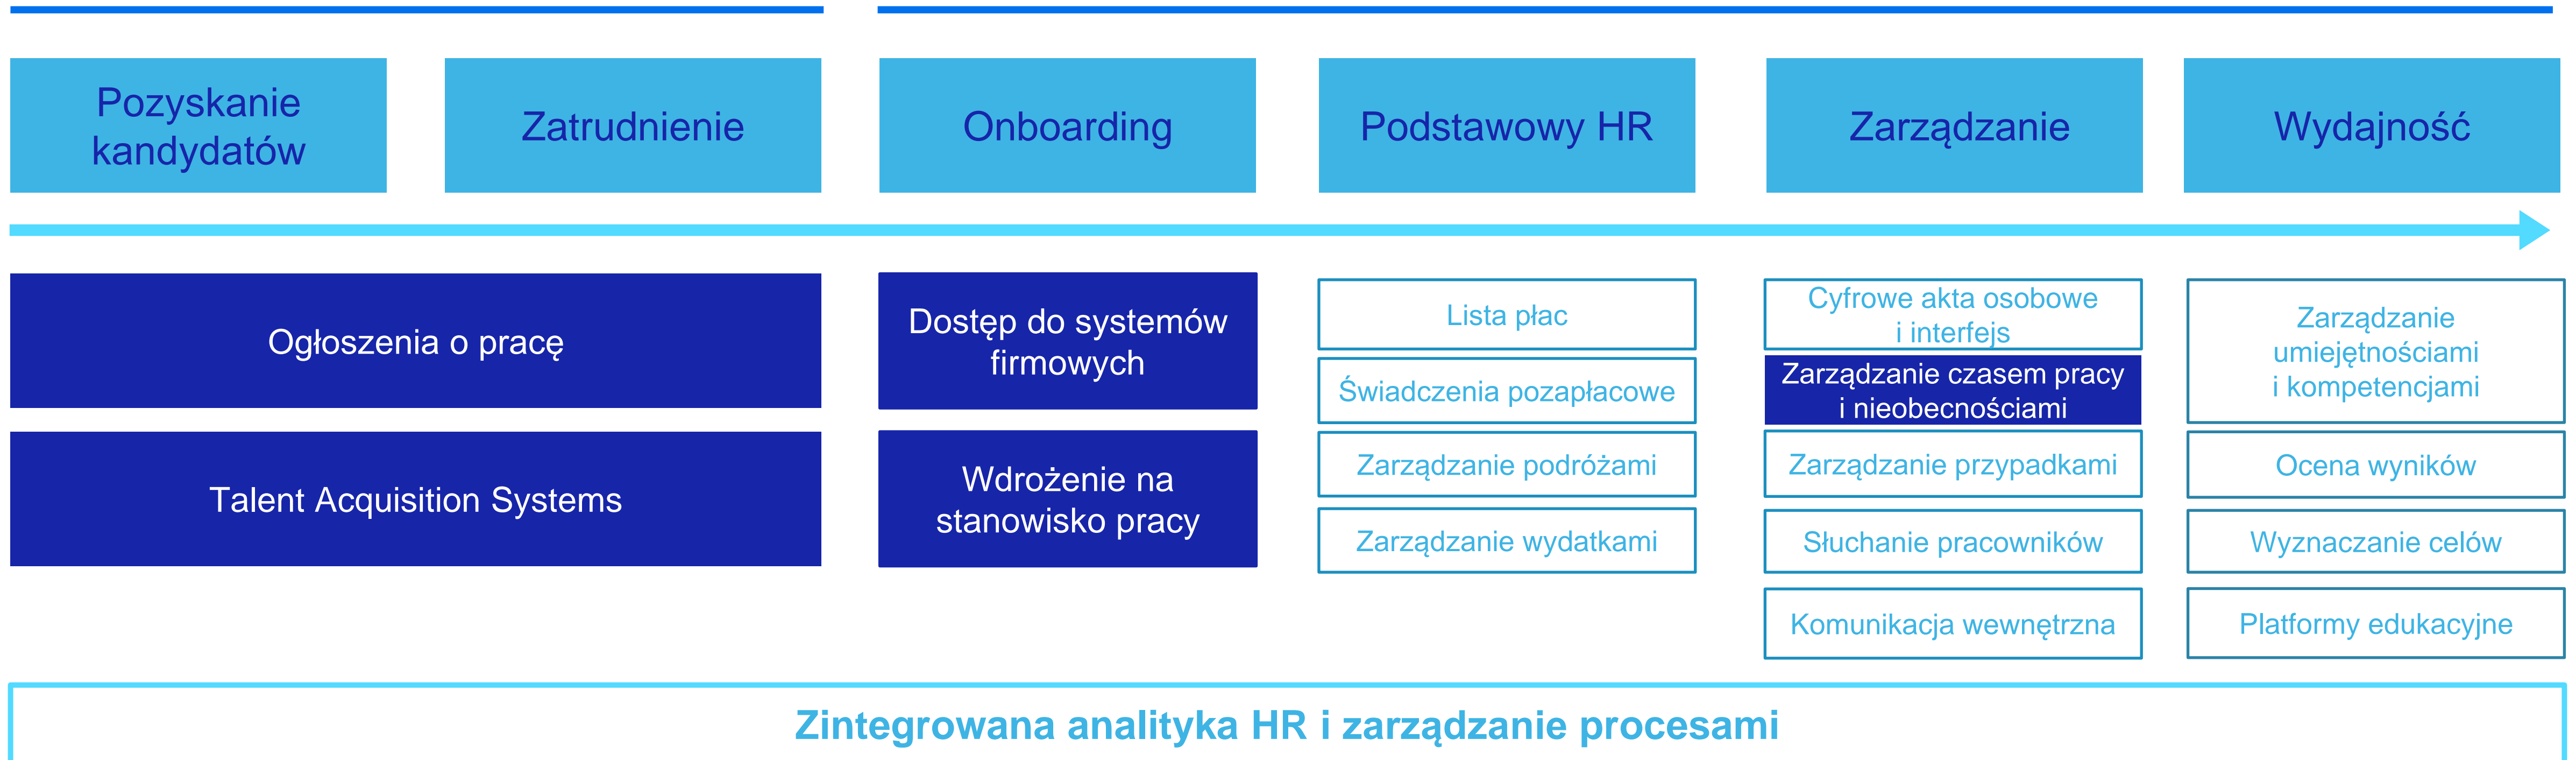 Pozyskanie
kandydatów
Zatrudnienie
Onboarding
Podstawowy HR
Zarządzanie
Wydajność
Ogłoszenia o pracę
Talent Acquisition Systems
Dostęp do systemów
firmowych
Wdrożenie na
stanowisko pracy
Lista płac
Świadczenia pozapłacowe
Zarządzanie podróżami
Zarządzanie wydatkami
Cyfrowe akta osobowe
i interfejs
Zarządzanie czasem pracy
i nieobecnościami
Zarządzanie przypadkami
Słuchanie pracowników
Komunikacja wewnętrzna
Zarządzanie
umiejętnościami
i kompetencjami
Ocena wyników
Wyznaczanie celów
Platformy edukacyjne
Zintegrowana analityka HR i zarządzanie procesami